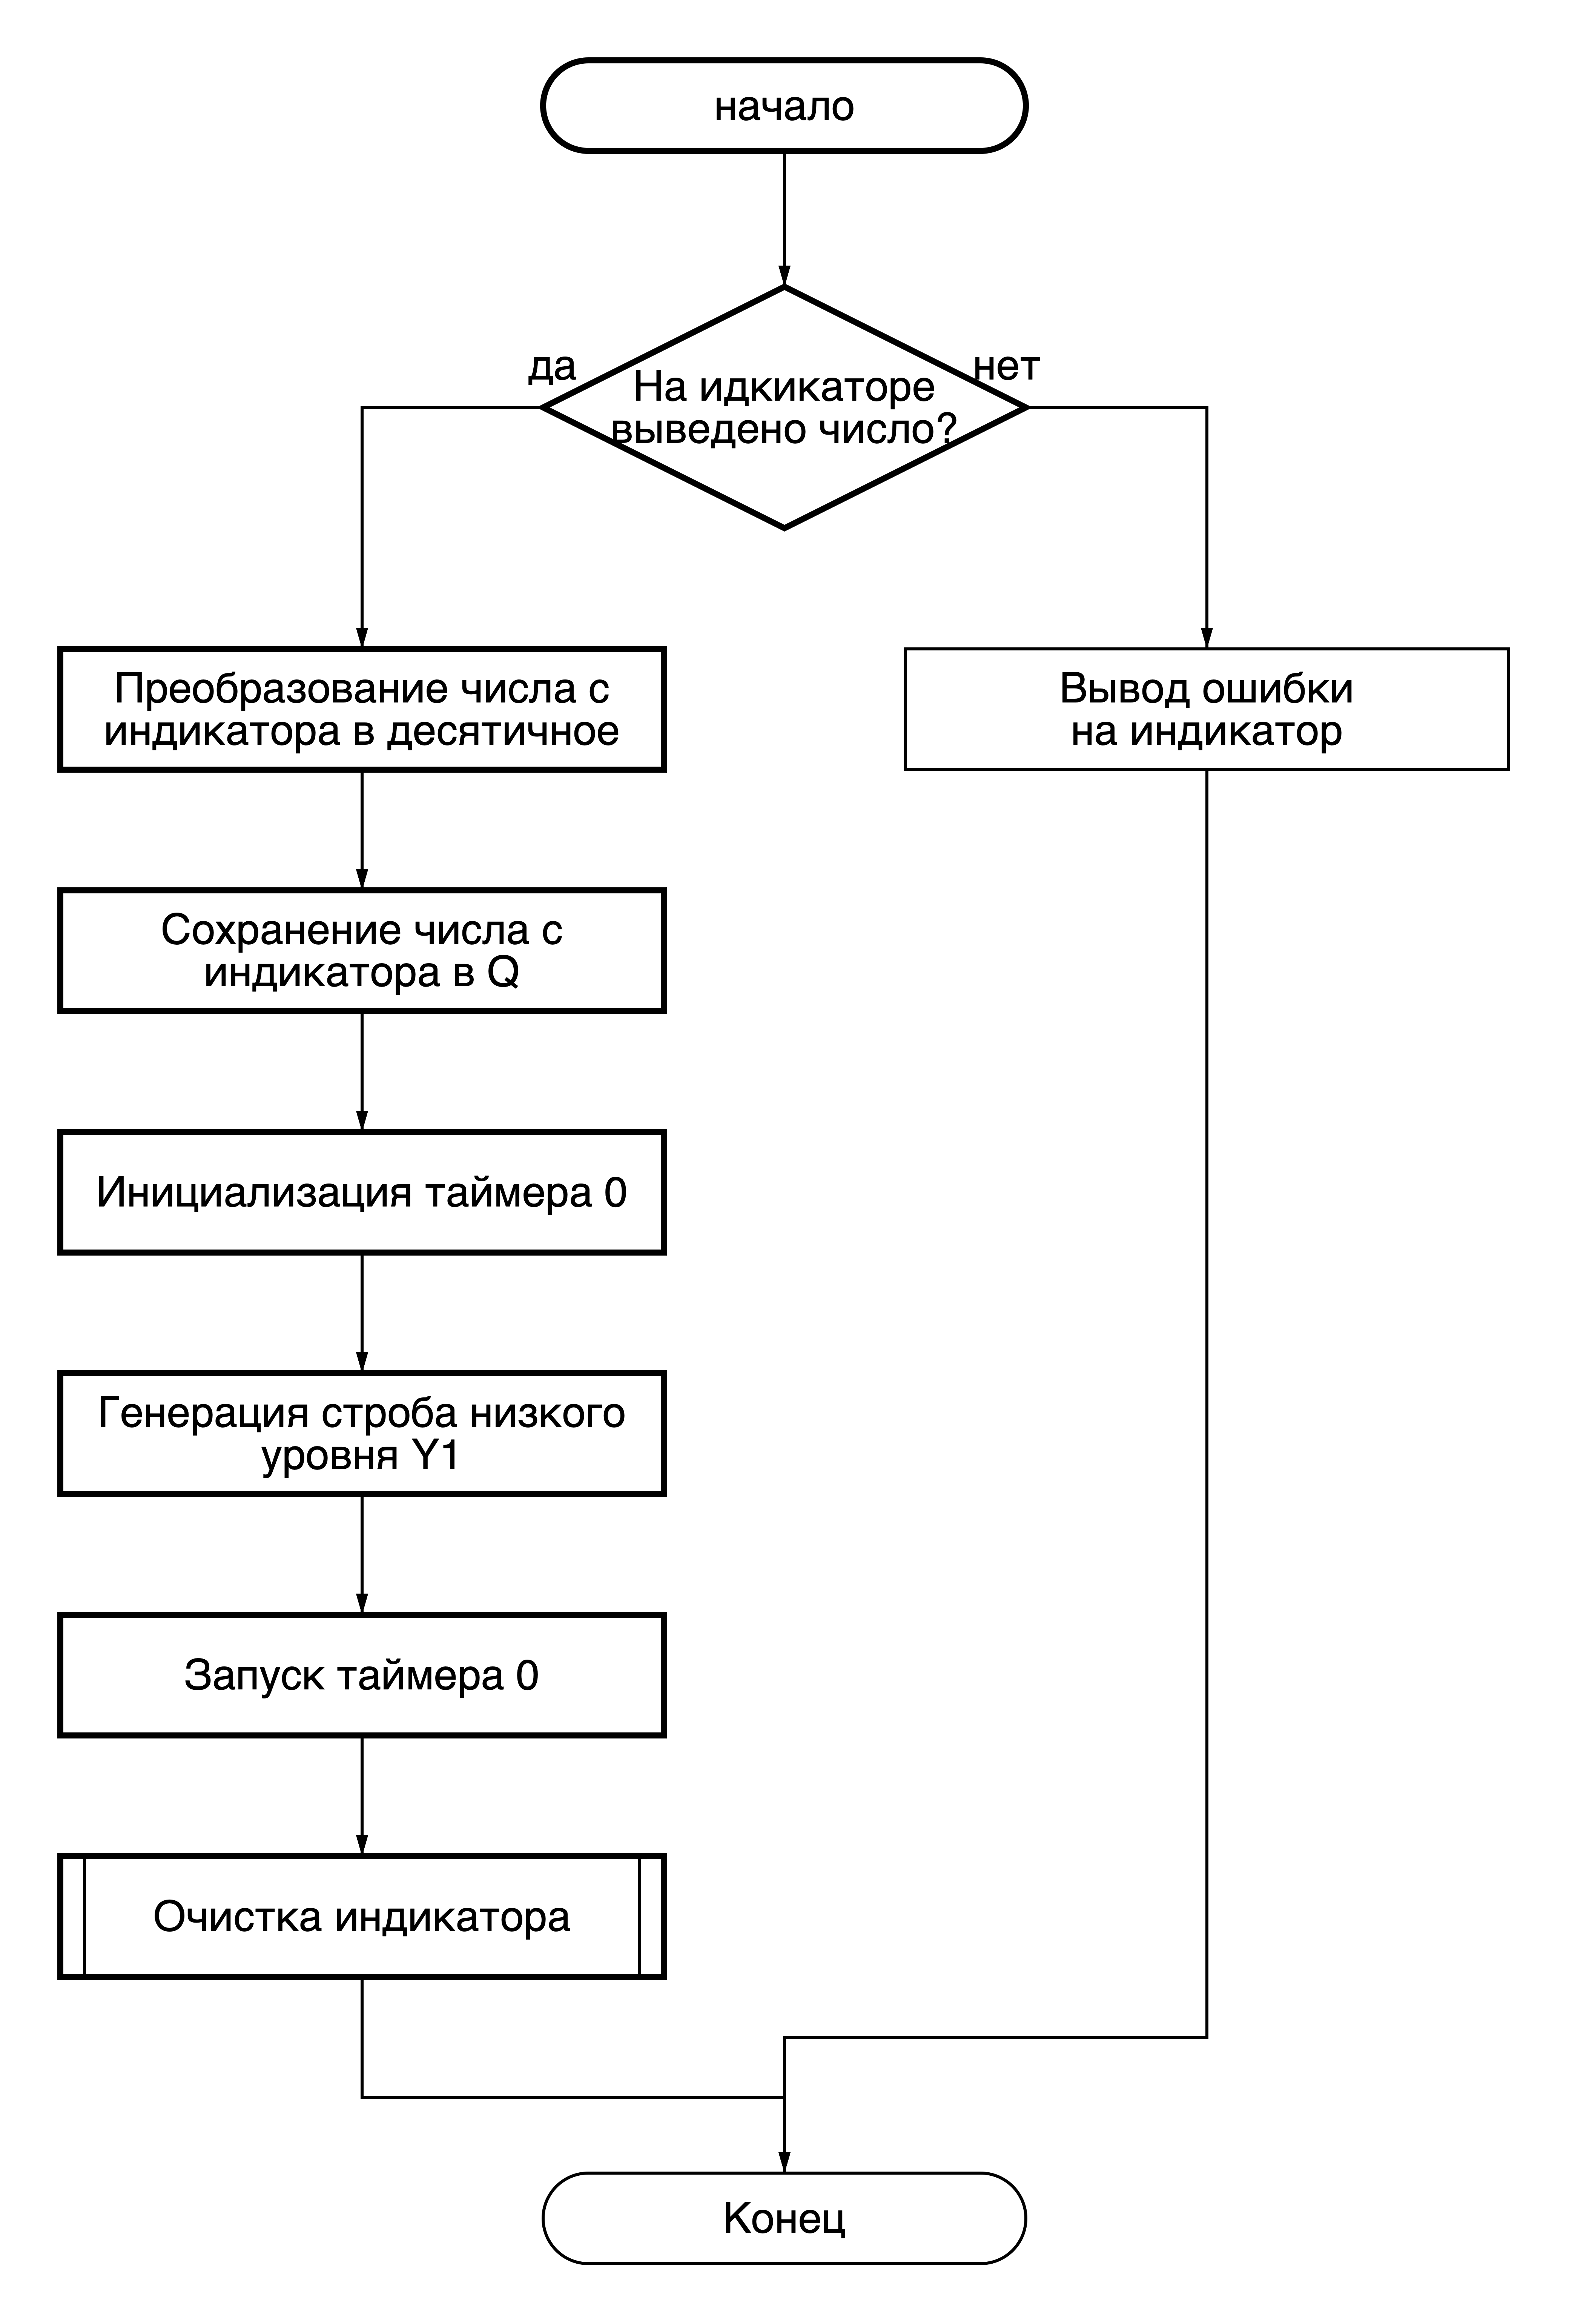 начало
да
нет
На идкикаторе
выведено число?
Преобразование числа с
индикатора в десятичное
Вывод ошибки
на индикатор
Сохранение числа с
индикатора в Q
Инициализация таймера 0
Генерация строба низкого
уровня Y1
Запуск таймера 0
Очистка индикатора
Конец